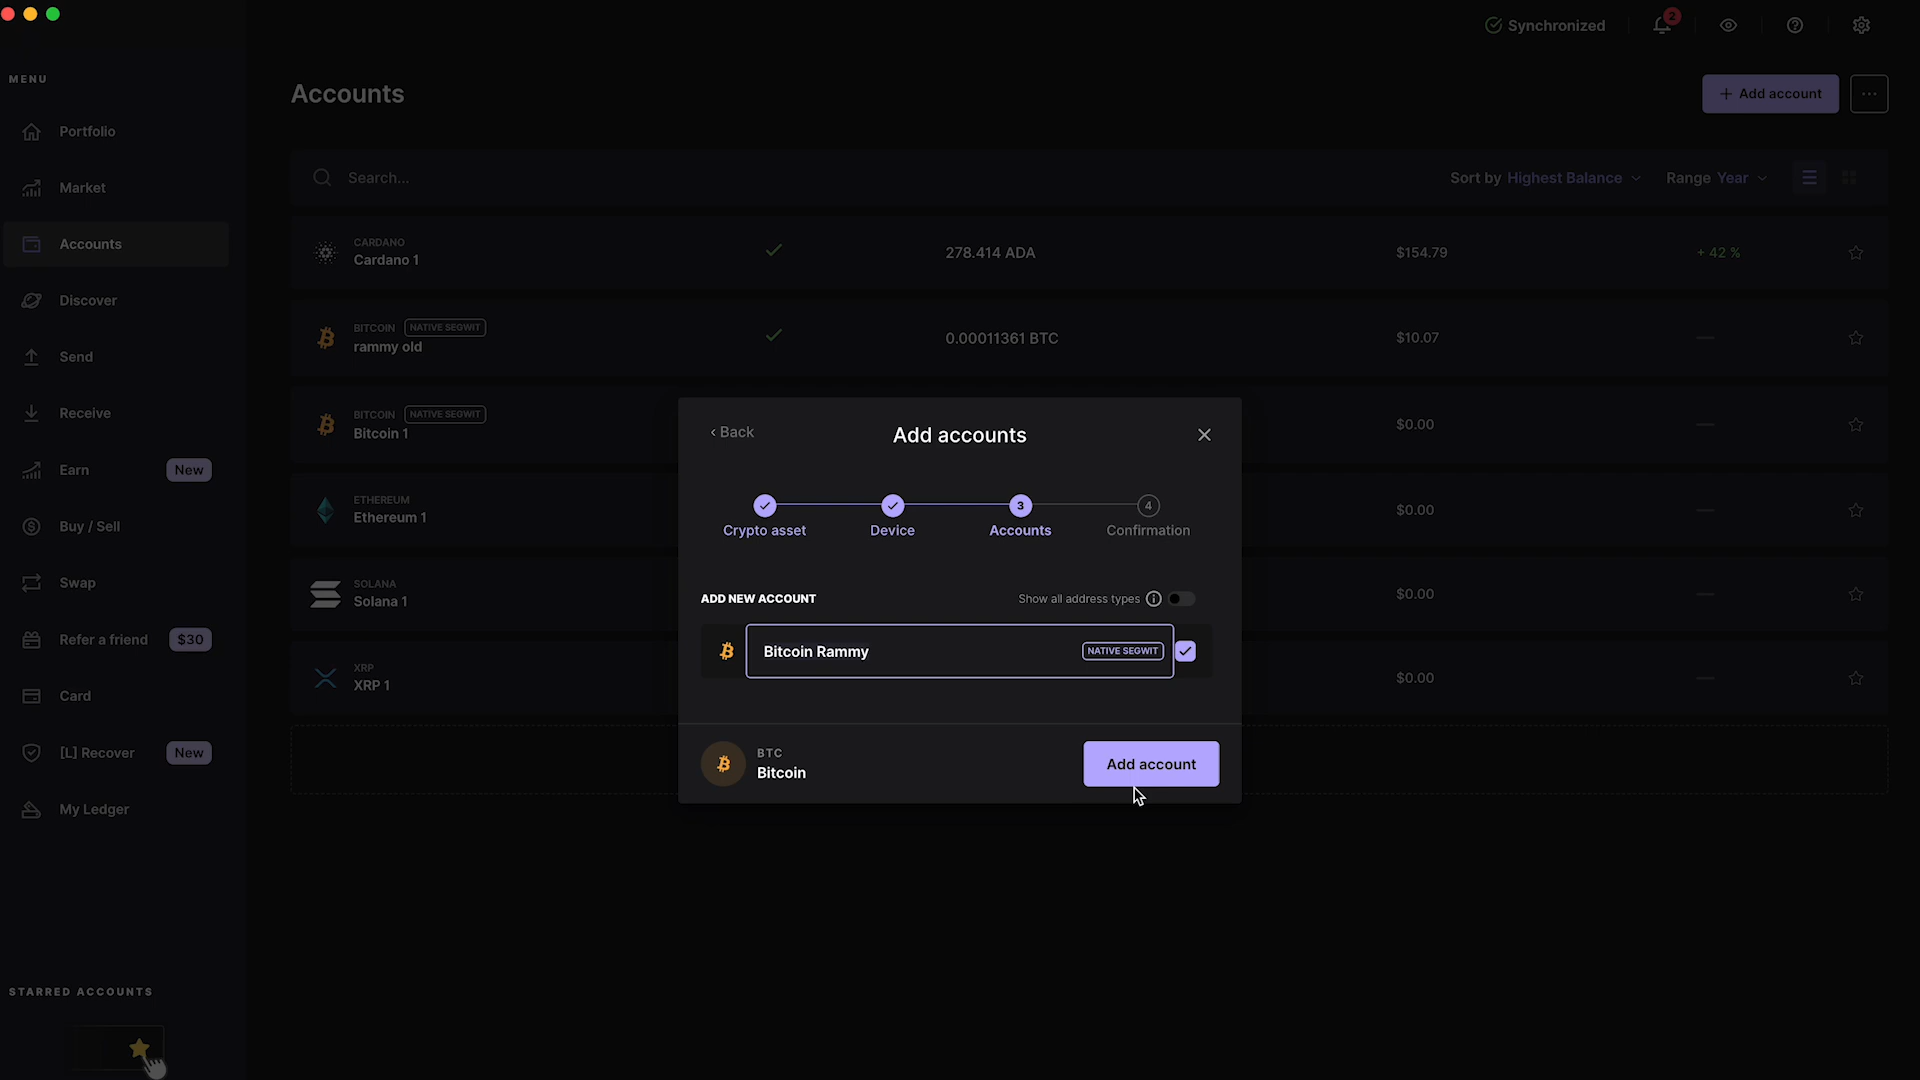 Synchronized
2
MENU
Portfolio
Market
Accounts
Discover
Send
Receive
Earn New
Buy / Sell
Swap
Refer a friend $30
Card
[L] Recover New
My Ledger
STARRED ACCOUNTS
Accounts
+ Add account ...
Search...
Sort by Highest Balance Range Year
CARDANO
Cardano 1 278.414 ADA $154.79 + 42 %
BITCOIN NATIVE SEGWIT
rammy old 0.00011361 BTC $10.07 —
BITCOIN NATIVE SEGWIT
Bitcoin 1 $0.00 —
ETHEREUM
Ethereum 1 $0.00 —
SOLANA
Solana 1 $0.00 —
XRP
XRP 1 $0.00 —
‹ Back
Add accounts
3 4
Crypto asset Device Accounts Confirmation
ADD NEW ACCOUNT Show all address types
Bitcoin Rammy NATIVE SEGWIT
BTC
Bitcoin
Add account